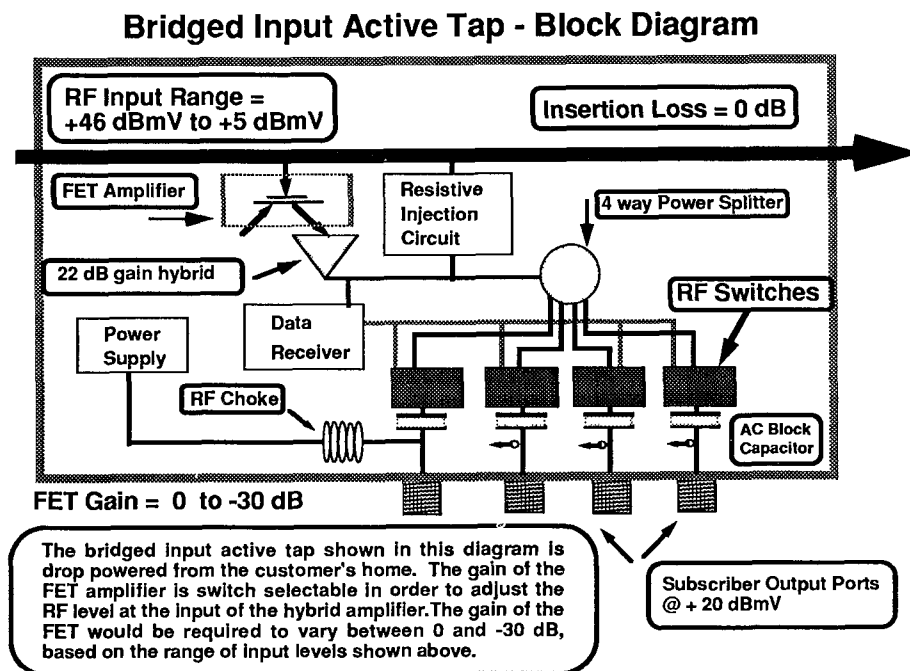 Bridged Input Active Tap - Block Diagram
RF Input Range =
+46 dBmV to +5 dBmV
Insertion Loss = 0 dB
FET Amplifier
Resistive
Injection
Circuit
4 way Power Splitter
22 dB gain hybrid
RF Switches
Power
Supply
Data
Receiver
RF Choke
AC Block
Capacitor
FET Gain = 0 to -30 dB
The bridged input active tap shown in this diagram is
drop powered from the customer's home. The gain of the
FET amplifier is switch selectable in order to adjust the
RF level at the input of the hybrid amplifier.The gain of the
FET would be required to vary between 0 and -30 dB,
based on the range of input levels shown above.
Subscriber Output Ports
@ + 20 dBmV